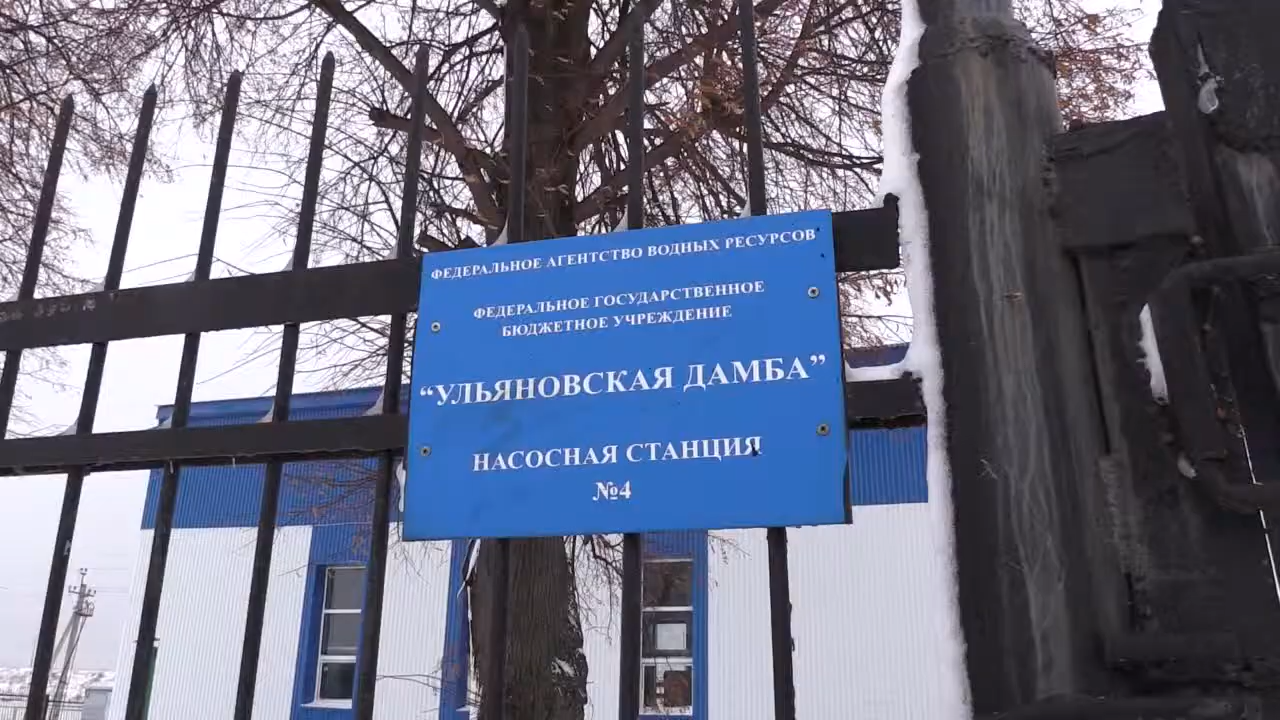 ФЕДЕРАЛЬНОЕ АГЕНТСТВО ВОДНЫХ РЕСУРСОВ
ФЕДЕРАЛЬНОЕ ГОСУДАРСТВЕННОЕ
БЮДЖЕТНОЕ УЧРЕЖДЕНИЕ
“УЛЬЯНОВСКАЯ ДАМБА”
НАСОСНАЯ СТАНЦИЯ
№4